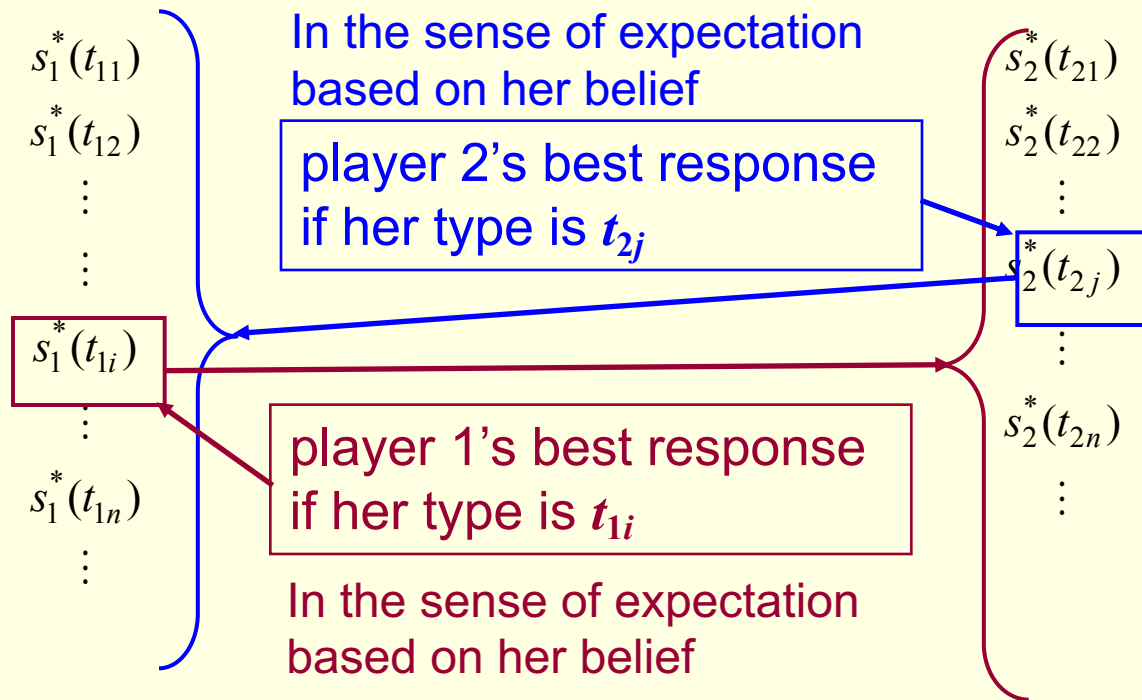 s₁*(t₁₁)
s₁*(t₁₂)
⋮
⋮
s₁*(t₁ᵢ)
⋮
s₁*(t₁ₙ)
⋮
In the sense of expectation
based on her belief
player 2’s best response
if her type is t₂ⱼ
player 1’s best response
if her type is t₁ᵢ
In the sense of expectation
based on her belief
s₂*(t₂₁)
s₂*(t₂₂)
⋮
s₂*(t₂ⱼ)
⋮
s₂*(t₂ₙ)
⋮